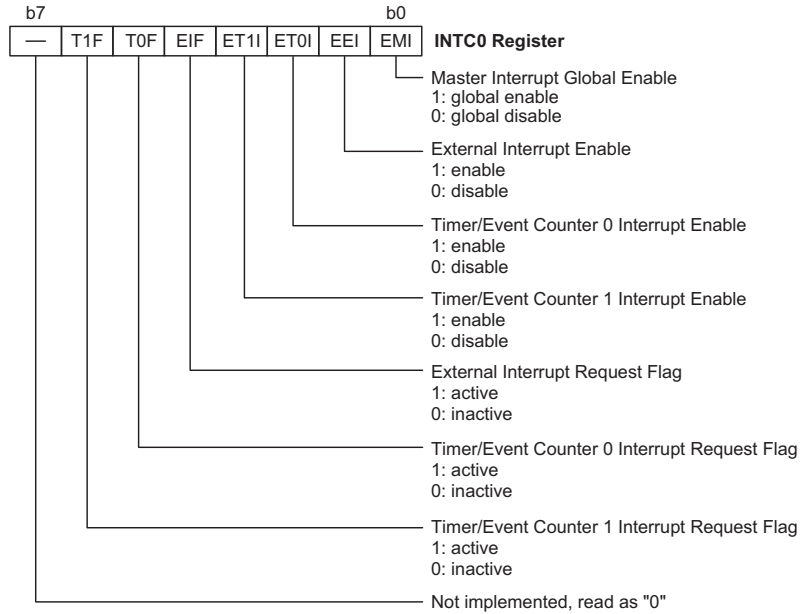 b7 b0
— T1F T0F EIF ET1I ET0I EEI EMI INTC0 Register
Master Interrupt Global Enable
1: global enable
0: global disable
External Interrupt Enable
1: enable
0: disable
Timer/Event Counter 0 Interrupt Enable
1: enable
0: disable
Timer/Event Counter 1 Interrupt Enable
1: enable
0: disable
External Interrupt Request Flag
1: active
0: inactive
Timer/Event Counter 0 Interrupt Request Flag
1: active
0: inactive
Timer/Event Counter 1 Interrupt Request Flag
1: active
0: inactive
Not implemented, read as "0"